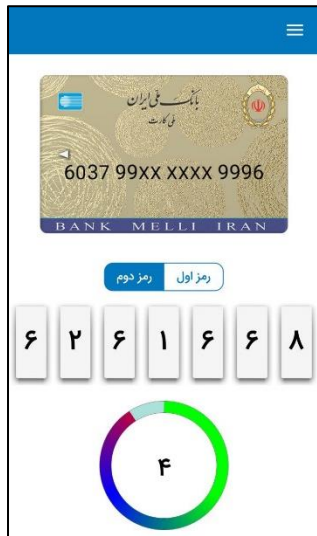 بانک ملی ایران
ملی کارت
6037 99XX XXXX 9996
BANK MELLI IRAN
رمز اول رمز دوم
۶ ۲ ۶ ۱ ۶ ۶ ۸
۴